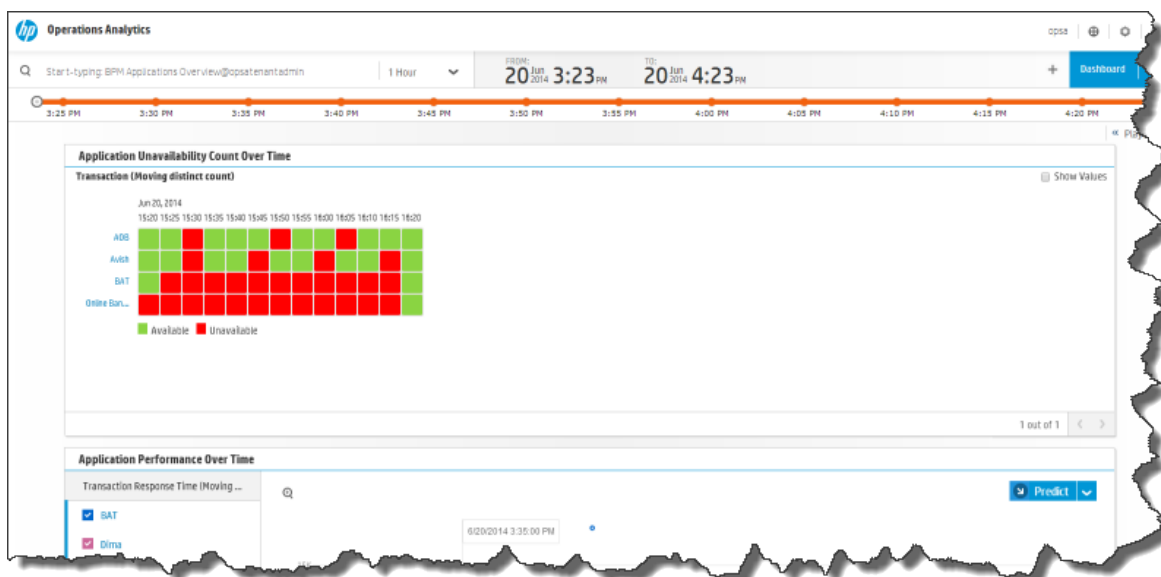 hp Operations Analytics opsa
Start-typing: BPM Applications Overview@opsatenantadmin 1 Hour FROM: 20 Jun 2014 3:23 PM TO: 20 Jun 2014 4:23 PM + Dashboard
3:25 PM 3:30 PM 3:35 PM 3:40 PM 3:45 PM 3:50 PM 3:55 PM 4:00 PM 4:05 PM 4:10 PM 4:15 PM 4:20 PM
Application Unavailability Count Over Time
Transaction (Moving distinct count) Show Values
Jun 20, 2014
15:20 15:25 15:30 15:35 15:40 15:45 15:50 15:55 16:00 16:05 16:10 16:15 16:20
ADB
Avish
BAT
Online Ban...
Available Unavailable
1 out of 1
Application Performance Over Time
Transaction Response Time (Moving ... Predict
BAT
6/20/2014 3:35:00 PM
Dima